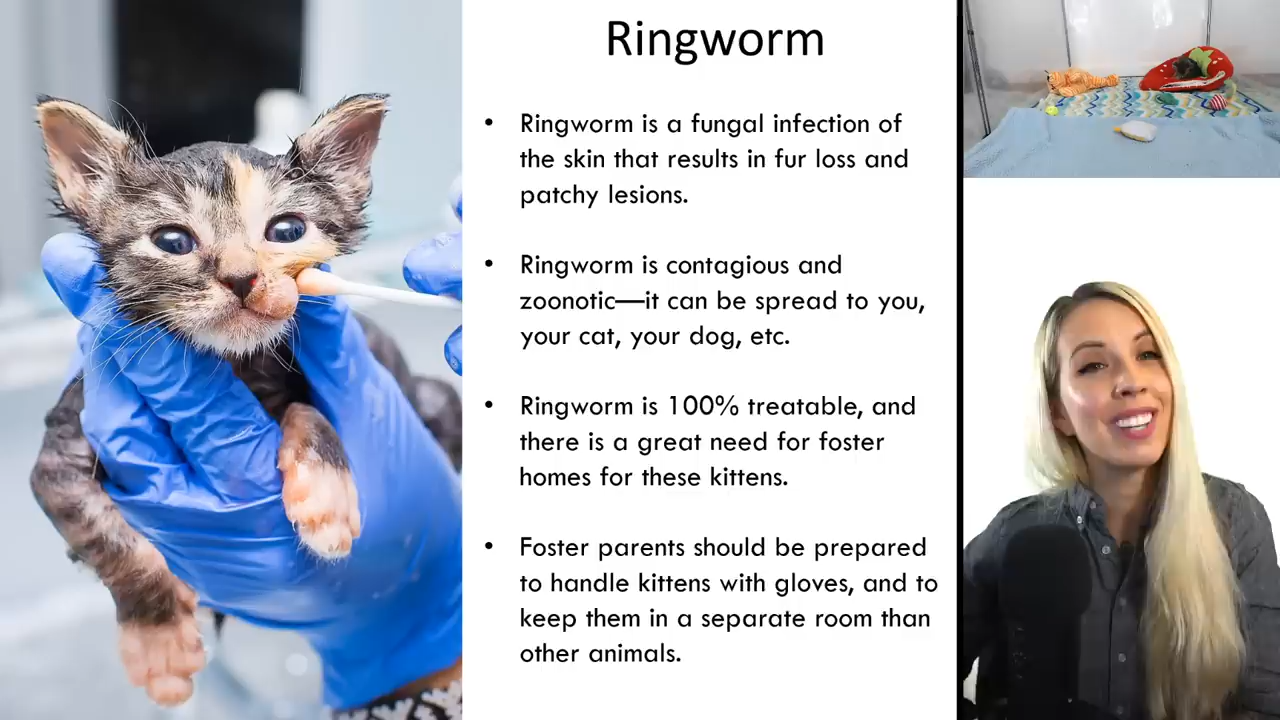 Ringworm
• Ringworm is a fungal infection of
the skin that results in fur loss and
patchy lesions.
• Ringworm is contagious and
zoonotic—it can be spread to you,
your cat, your dog, etc.
• Ringworm is 100% treatable, and
there is a great need for foster
homes for these kittens.
• Foster parents should be prepared
to handle kittens with gloves, and to
keep them in a separate room than
other animals.